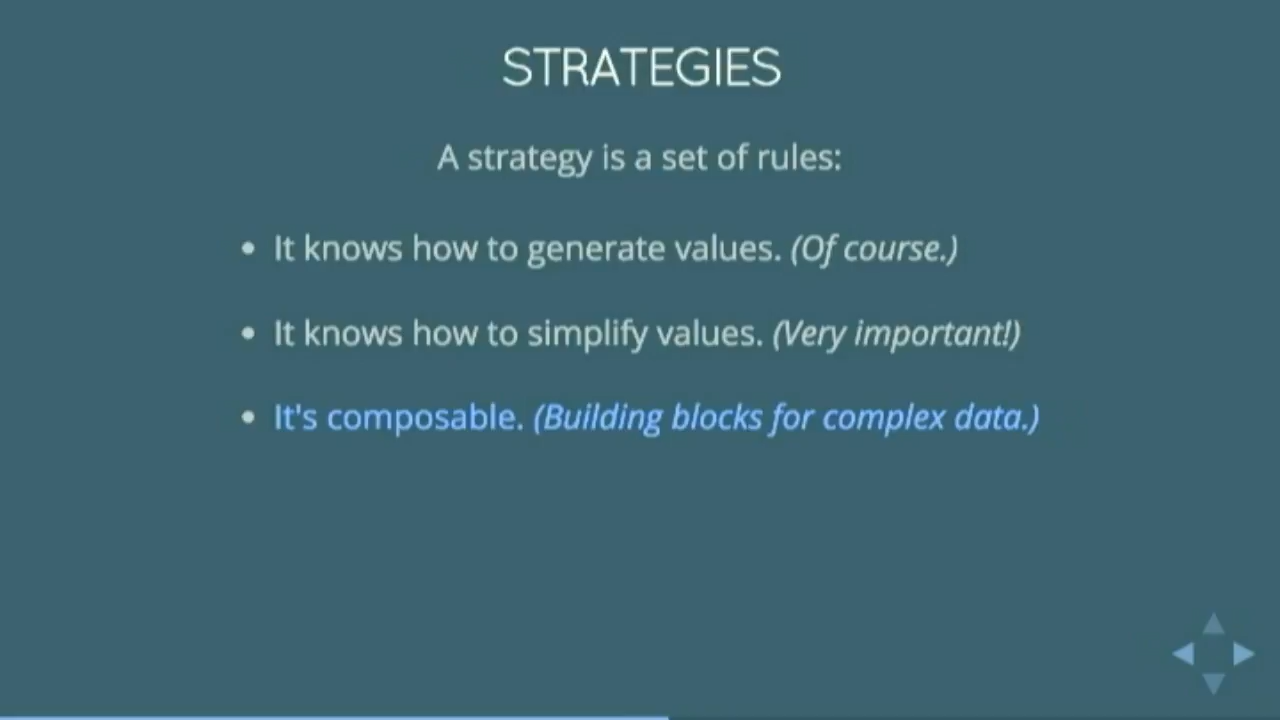 STRATEGIES
A strategy is a set of rules:
It knows how to generate values. (Of course.)
It knows how to simplify values. (Very important!)
It's composable. (Building blocks for complex data.)